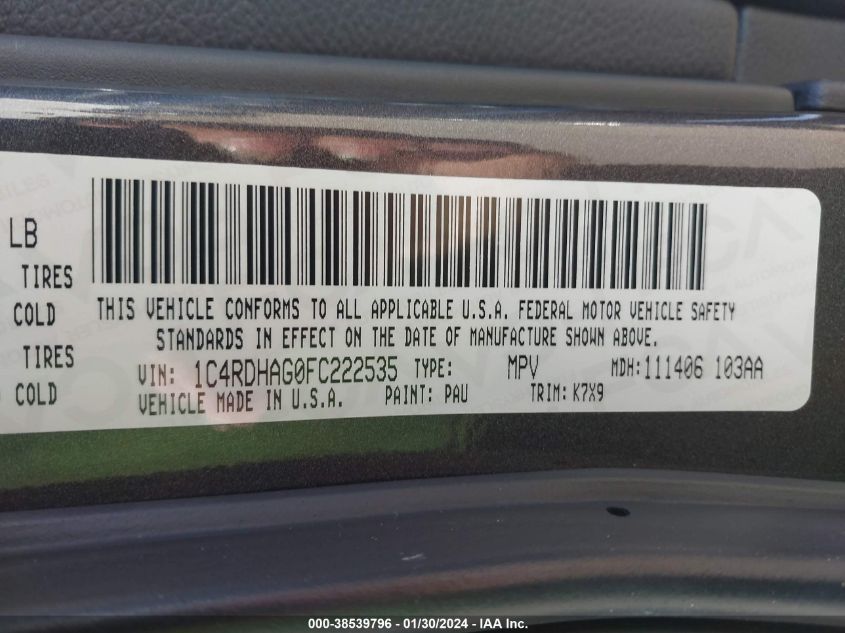 LB
TIRES
COLD
TIRES
COLD
THIS VEHICLE CONFORMS TO ALL APPLICABLE U.S.A. FEDERAL MOTOR VEHICLE SAFETY
STANDARDS IN EFFECT ON THE DATE OF MANUFACTURE SHOWN ABOVE.
VIN: 1C4RDHAG0FC222535 TYPE: MPV MDH:111406 103AA
VEHICLE MADE IN U.S.A. PAINT: PAU TRIM: K7X9
000-38539796 - 01/30/2024 - IAA Inc.